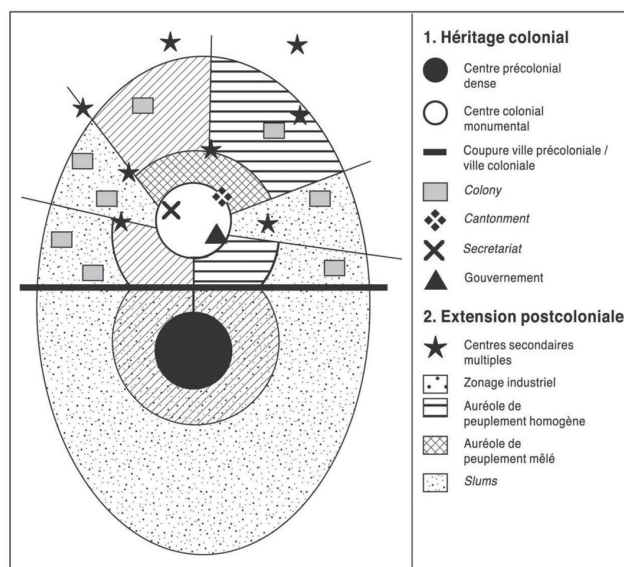 1. Héritage colonial
Centre précolonial
dense
Centre colonial
monumental
Coupure ville précoloniale /
ville coloniale
Colony
Cantonment
Secretariat
Gouvernement
2. Extension postcoloniale
Centres secondaires
multiples
Zonage industriel
Auréole de
peuplement homogène
Auréole de
peuplement mêlé
Slums